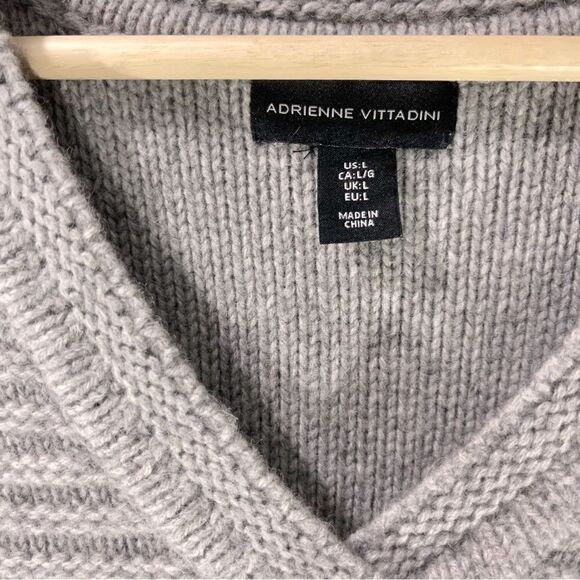 ADRIENNE VITTADINI
US:L
CA:L/G
UK:L
EU:L
MADE IN
CHINA